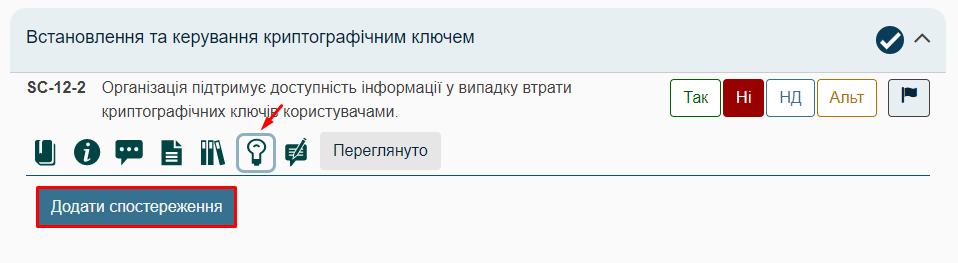 Встановлення та керування криптографічним ключем
SC-12-2 Організація підтримує доступність інформації у випадку втрати Так Ні НД Альт
криптографічних ключів користувачами.
Переглянуто
Додати спостереження